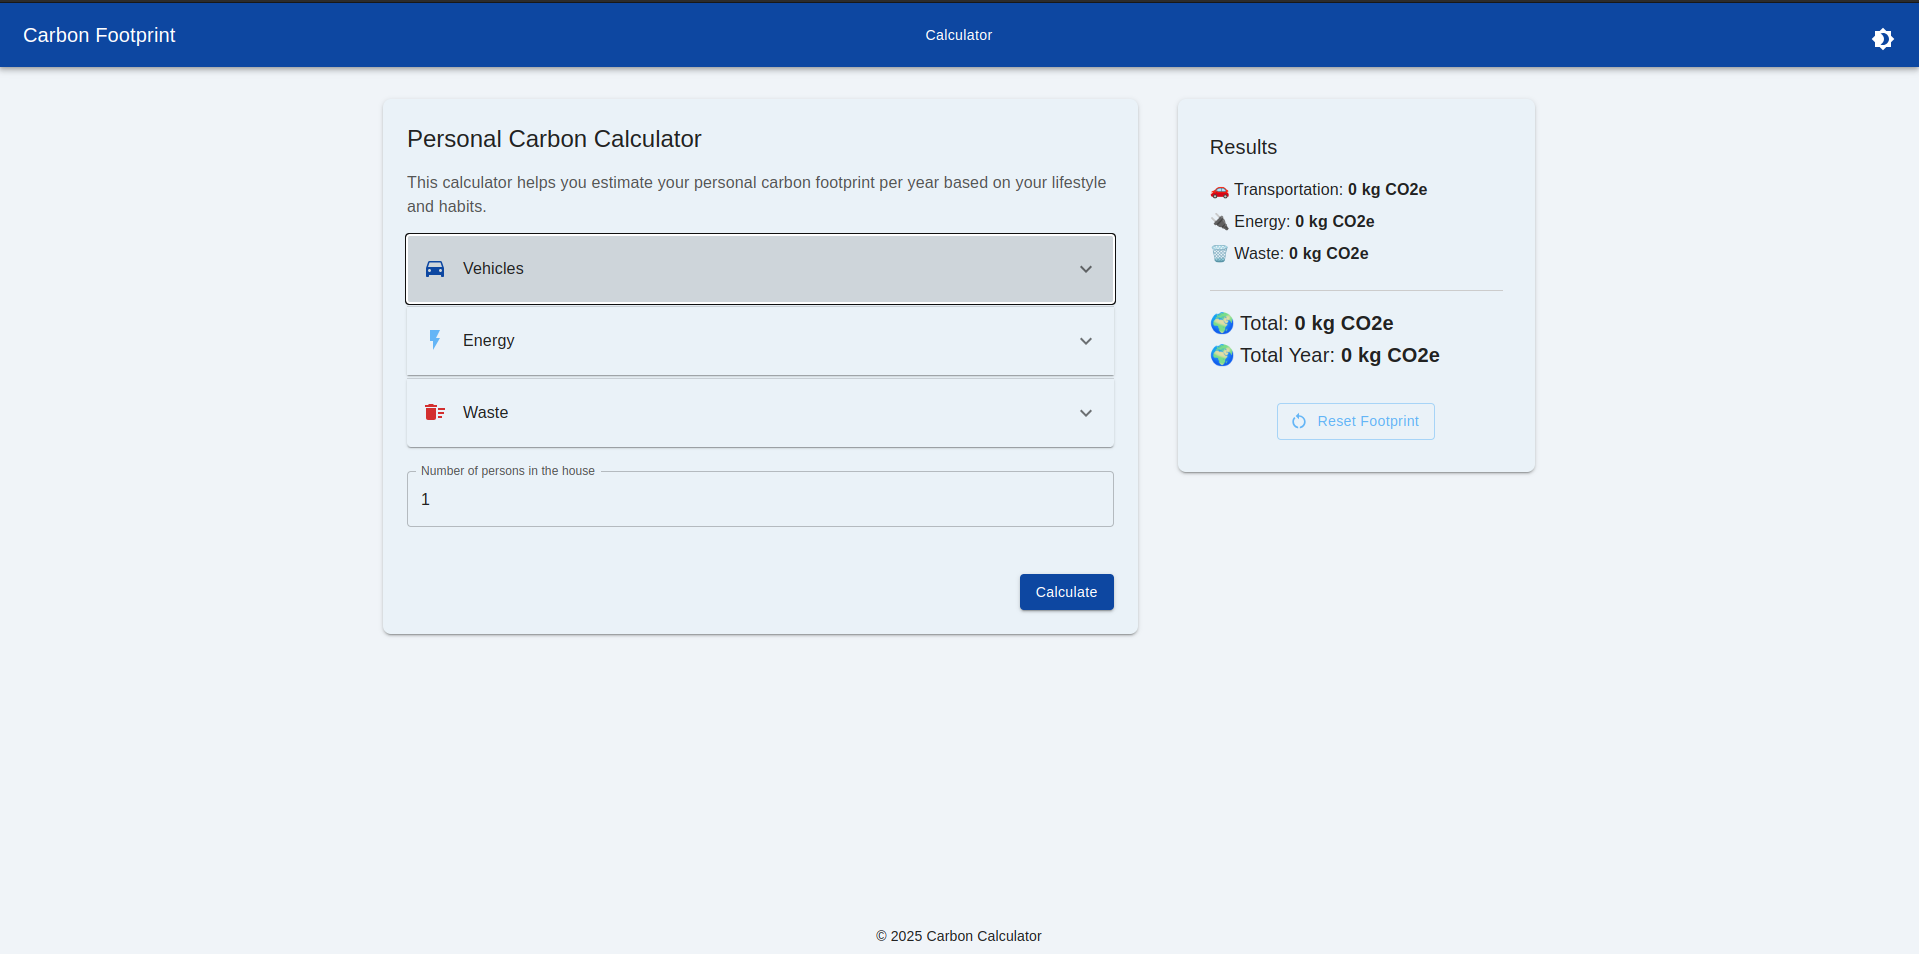 Carbon Footprint
Calculator
Personal Carbon Calculator
This calculator helps you estimate your personal carbon footprint per year based on your lifestyle
and habits.
Vehicles
Energy
Waste
Number of persons in the house
1
Calculate
Results
🚗 Transportation: 0 kg CO2e
🔌 Energy: 0 kg CO2e
🗑️ Waste: 0 kg CO2e
🌍 Total: 0 kg CO2e
🌍 Total Year: 0 kg CO2e
Reset Footprint
© 2025 Carbon Calculator